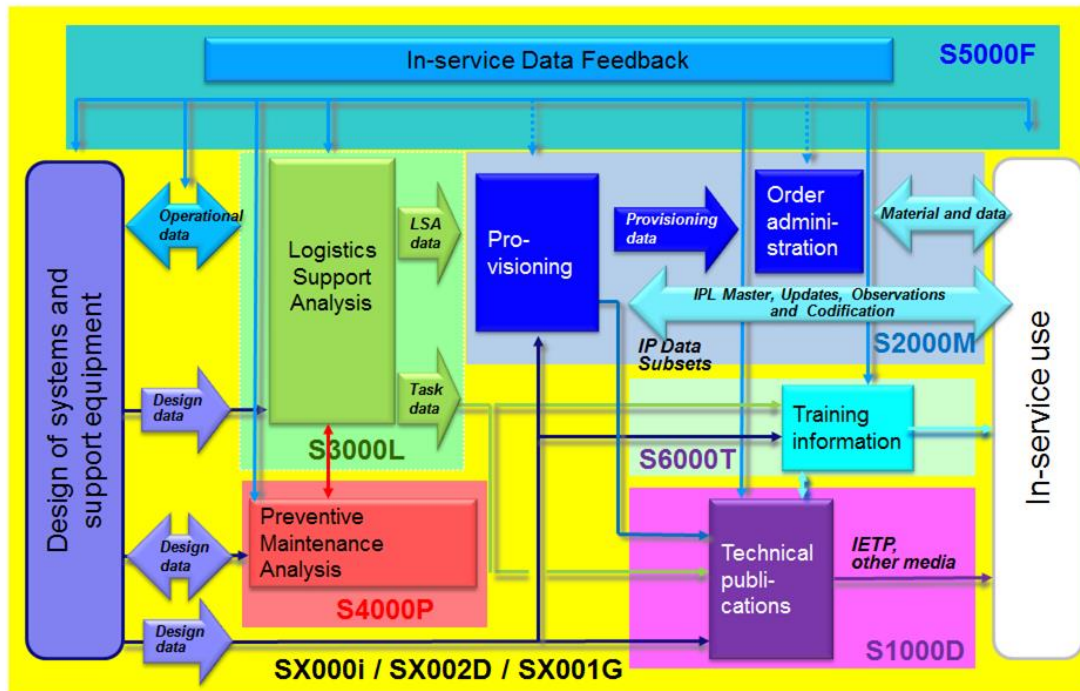 In-service Data Feedback
S5000F
Design of systems and
support equipment
Operational
data
Logistics
Support
Analysis
LSA
data
Pro-
visioning
Provisioning
data
Order
admini-
stration
Material and data
IPL Master, Updates, Observations
and Codification
S2000M
IP Data
Subsets
In-service use
Design
data
Task
data
S3000L
Training
information
S6000T
Design
data
Preventive
Maintenance
Analysis
S4000P
Technical
publi-
cations
IETP,
other media
S1000D
Design
data
SX000i / SX002D / SX001G